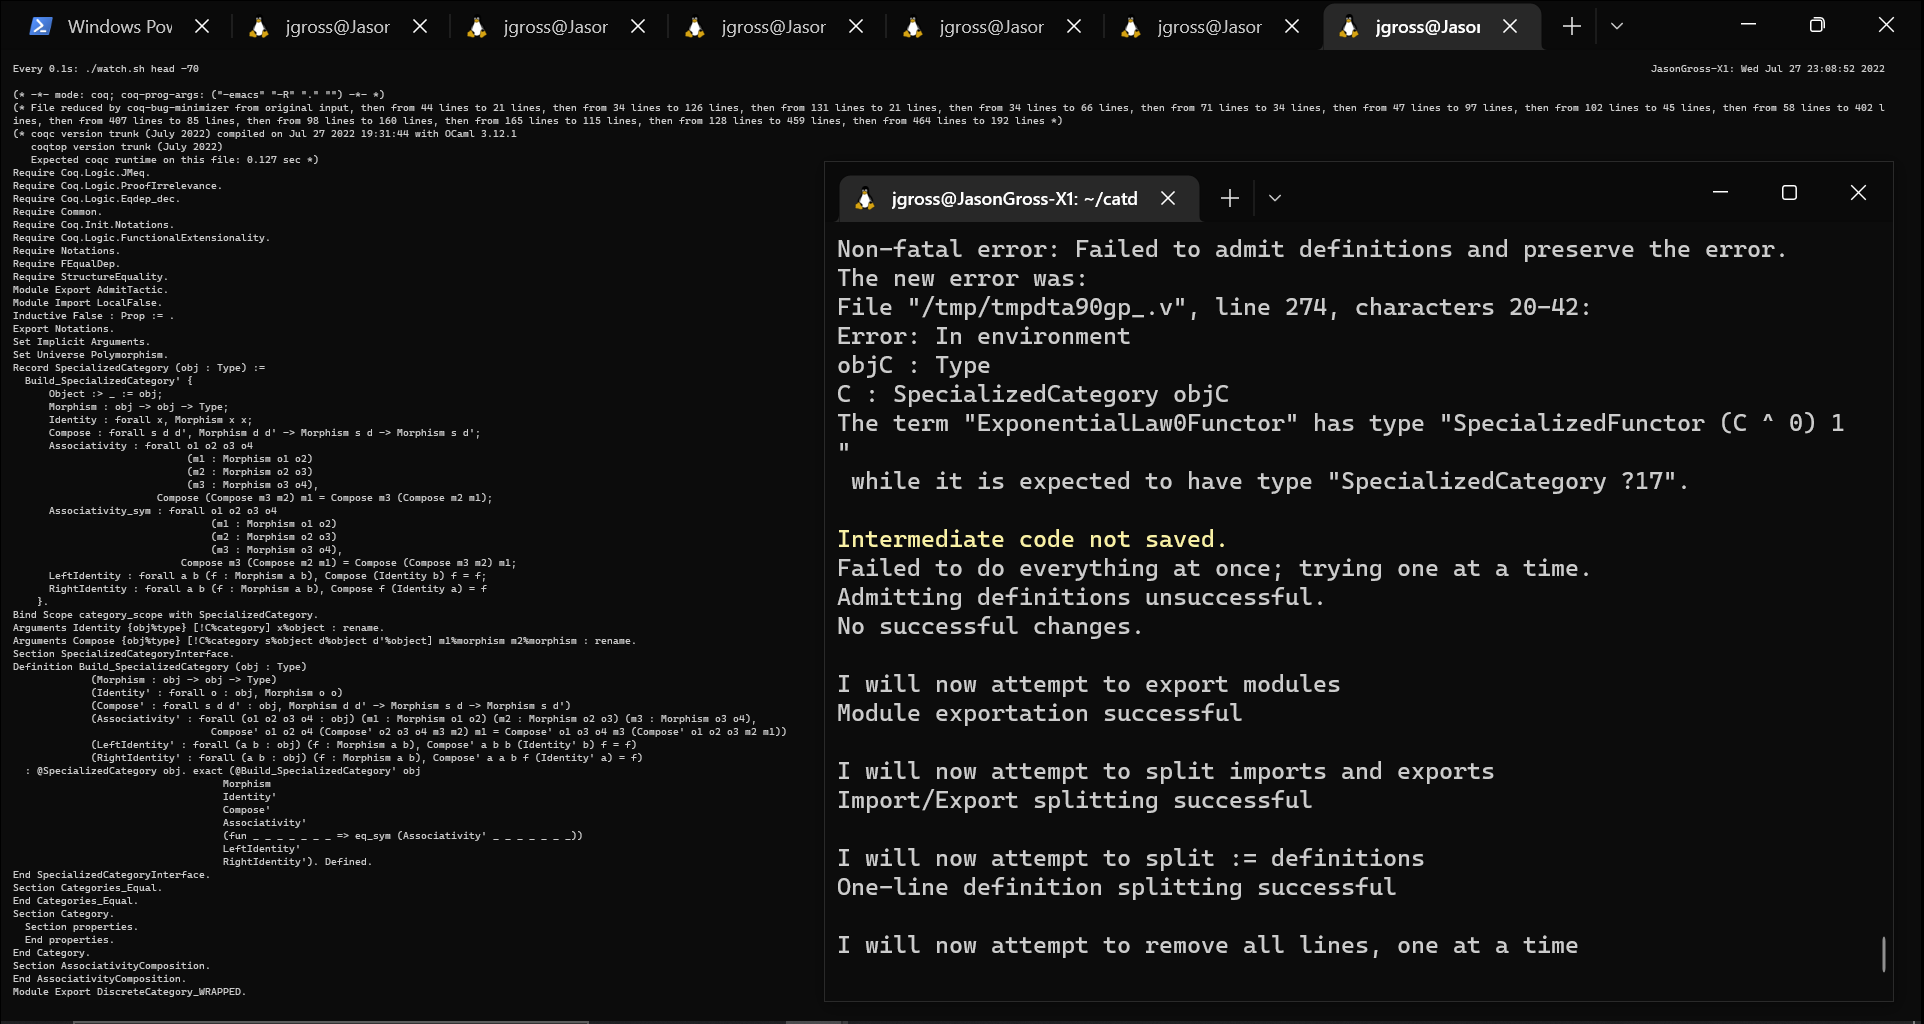 Windows Pow
jgross@Jasor
jgross@Jasor
jgross@Jasor
jgross@Jasor
jgross@Jasor
jgross@Jasor
Every 0.1s: ./watch.sh head -70
JasonGross-X1: Wed Jul 27 23:08:52 2022
(* -*- mode: coq; coq-prog-args: ("-emacs" "-R" "." "") -*- *)
(* File reduced by coq-bug-minimizer from original input, then from 44 lines to 21 lines, then from 34 lines to 126 lines, then from 131 lines to 21 lines, then from 34 lines to 66 lines, then from 71 lines to 34 lines, then from 47 lines to 97 lines, then from 102 lines to 45 lines, then from 58 lines to 402 l
ines, then from 407 lines to 85 lines, then from 98 lines to 160 lines, then from 165 lines to 115 lines, then from 128 lines to 459 lines, then from 464 lines to 192 lines *)
(* coqc version trunk (July 2022) compiled on Jul 27 2022 19:31:44 with OCaml 3.12.1
coqtop version trunk (July 2022)
Expected coqc runtime on this file: 0.127 sec *)
Require Coq.Logic.JMeq.
Require Coq.Logic.ProofIrrelevance.
Require Coq.Logic.Eqdep_dec.
Require Common.
Require Coq.Init.Notations.
Require Coq.Logic.FunctionalExtensionality.
Require Notations.
Require FEqualDep.
Require StructureEquality.
Module Export AdmitTactic.
Module Import LocalFalse.
Inductive False : Prop := .
Export Notations.
Set Implicit Arguments.
Set Universe Polymorphism.
Record SpecializedCategory (obj : Type) :=
Build_SpecializedCategory' {
Object :> _ := obj;
Morphism : obj -> obj -> Type;
Identity : forall x, Morphism x x;
Compose : forall s d d', Morphism d d' -> Morphism s d -> Morphism s d';
Associativity : forall o1 o2 o3 o4
(m1 : Morphism o1 o2)
(m2 : Morphism o2 o3)
(m3 : Morphism o3 o4),
Compose (Compose m3 m2) m1 = Compose m3 (Compose m2 m1);
Associativity_sym : forall o1 o2 o3 o4
(m1 : Morphism o1 o2)
(m2 : Morphism o2 o3)
(m3 : Morphism o3 o4),
Compose m3 (Compose m2 m1) = Compose (Compose m3 m2) m1;
LeftIdentity : forall a b (f : Morphism a b), Compose (Identity b) f = f;
RightIdentity : forall a b (f : Morphism a b), Compose f (Identity a) = f
}.
Bind Scope category_scope with SpecializedCategory.
Arguments Identity {obj%type} [!C%category] x%object : rename.
Arguments Compose {obj%type} [!C%category s%object d%object d'%object] m1%morphism m2%morphism : rename.
Section SpecializedCategoryInterface.
Definition Build_SpecializedCategory (obj : Type)
(Morphism : obj -> obj -> Type)
(Identity' : forall o : obj, Morphism o o)
(Compose' : forall s d d' : obj, Morphism d d' -> Morphism s d -> Morphism s d')
(Associativity' : forall (o1 o2 o3 o4 : obj) (m1 : Morphism o1 o2) (m2 : Morphism o2 o3) (m3 : Morphism o3 o4),
Compose' o1 o2 o4 (Compose' o2 o3 o4 m3 m2) m1 = Compose' o1 o3 o4 m3 (Compose' o1 o2 o3 m2 m1))
(LeftIdentity' : forall (a b : obj) (f : Morphism a b), Compose' a b b (Identity' b) f = f)
(RightIdentity' : forall (a b : obj) (f : Morphism a b), Compose' a a b f (Identity' a) = f)
: @SpecializedCategory obj. exact (@Build_SpecializedCategory' obj
Morphism
Identity'
Compose'
Associativity'
(fun _ _ _ _ _ _ _ => eq_sym (Associativity' _ _ _ _ _ _ _))
LeftIdentity'
RightIdentity'). Defined.
End SpecializedCategoryInterface.
Section Categories_Equal.
End Categories_Equal.
Section Category.
Section properties.
End properties.
End Category.
Section AssociativityComposition.
End AssociativityComposition.
Module Export DiscreteCategory_WRAPPED.
jgross@JasonGross-X1: ~/catd
Non-fatal error: Failed to admit definitions and preserve the error.
The new error was:
File "/tmp/tmpdta90gp_.v", line 274, characters 20-42:
Error: In environment
objC : Type
C : SpecializedCategory objC
The term "ExponentialLaw0Functor" has type "SpecializedFunctor (C ^ 0) 1
"
while it is expected to have type "SpecializedCategory ?17".
Intermediate code not saved.
Failed to do everything at once; trying one at a time.
Admitting definitions unsuccessful.
No successful changes.
I will now attempt to export modules
Module exportation successful
I will now attempt to split imports and exports
Import/Export splitting successful
I will now attempt to split := definitions
One-line definition splitting successful
I will now attempt to remove all lines, one at a time